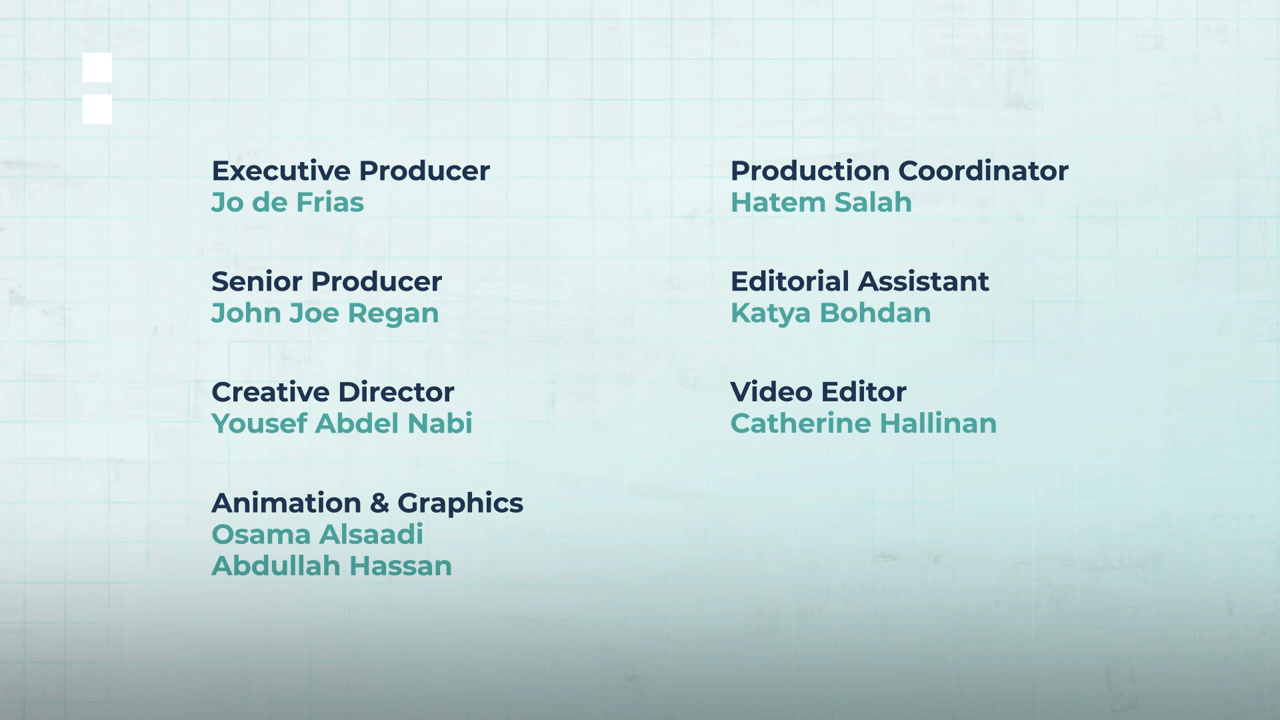 Executive Producer
Jo de Frias
Senior Producer
John Joe Regan
Creative Director
Yousef Abdel Nabi
Animation & Graphics
Osama Alsaadi
Abdullah Hassan
Production Coordinator
Hatem Salah
Editorial Assistant
Katya Bohdan
Video Editor
Catherine Hallinan